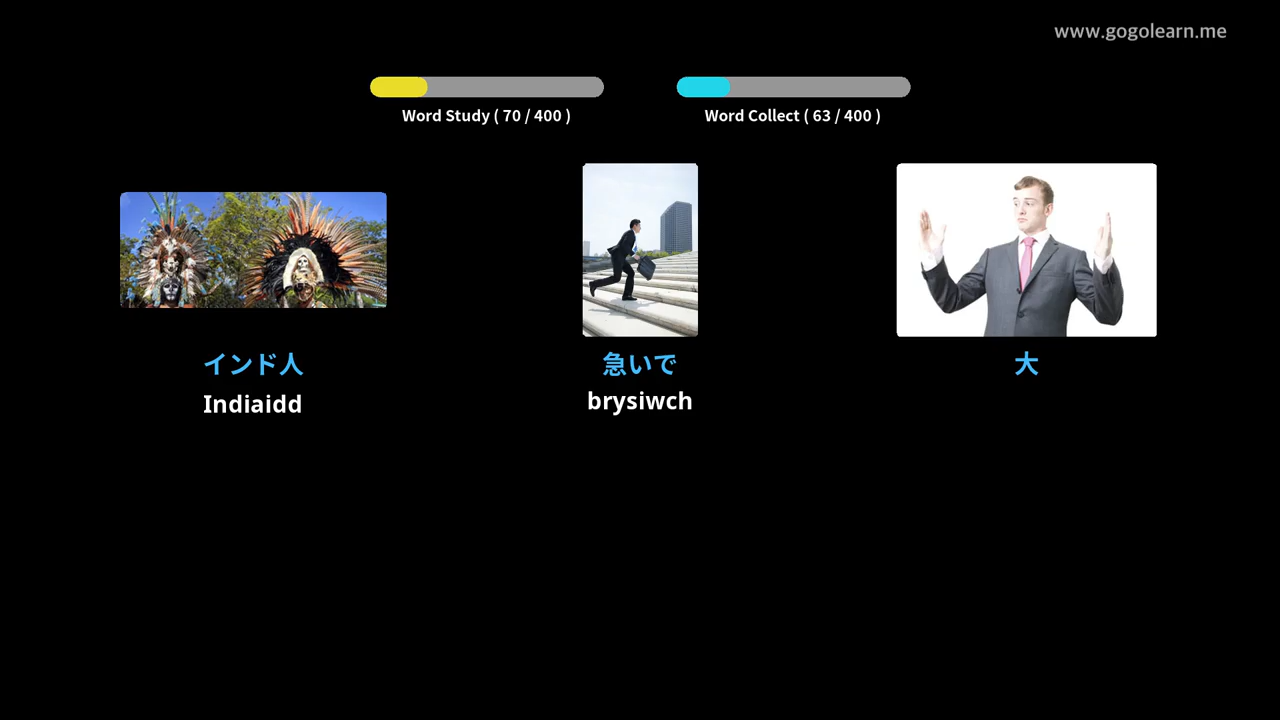 www.gogolearn.me
Word Study ( 70 / 400 )
Word Collect ( 63 / 400 )
インド人
Indiaidd
急いで
brysiwch
大